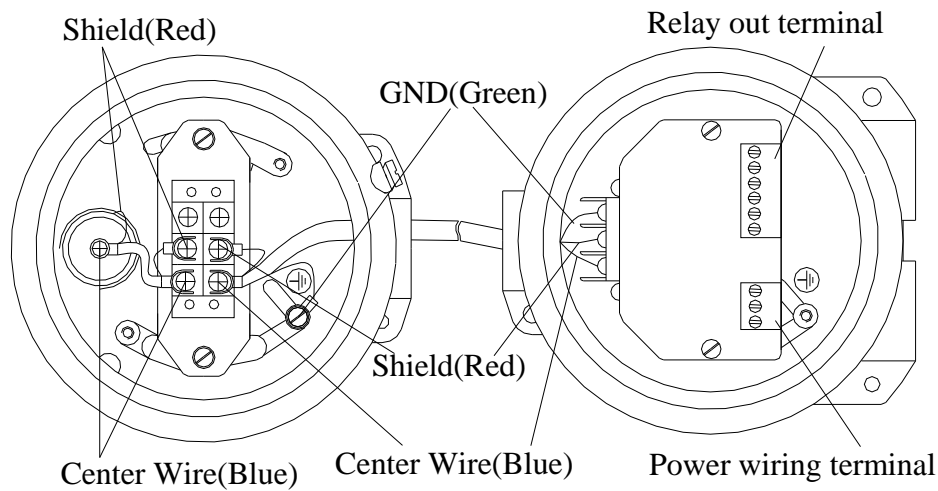 Shield(Red)
Relay out terminal
GND(Green)
Shield(Red)
Center Wire(Blue)
Center Wire(Blue)
Power wiring terminal